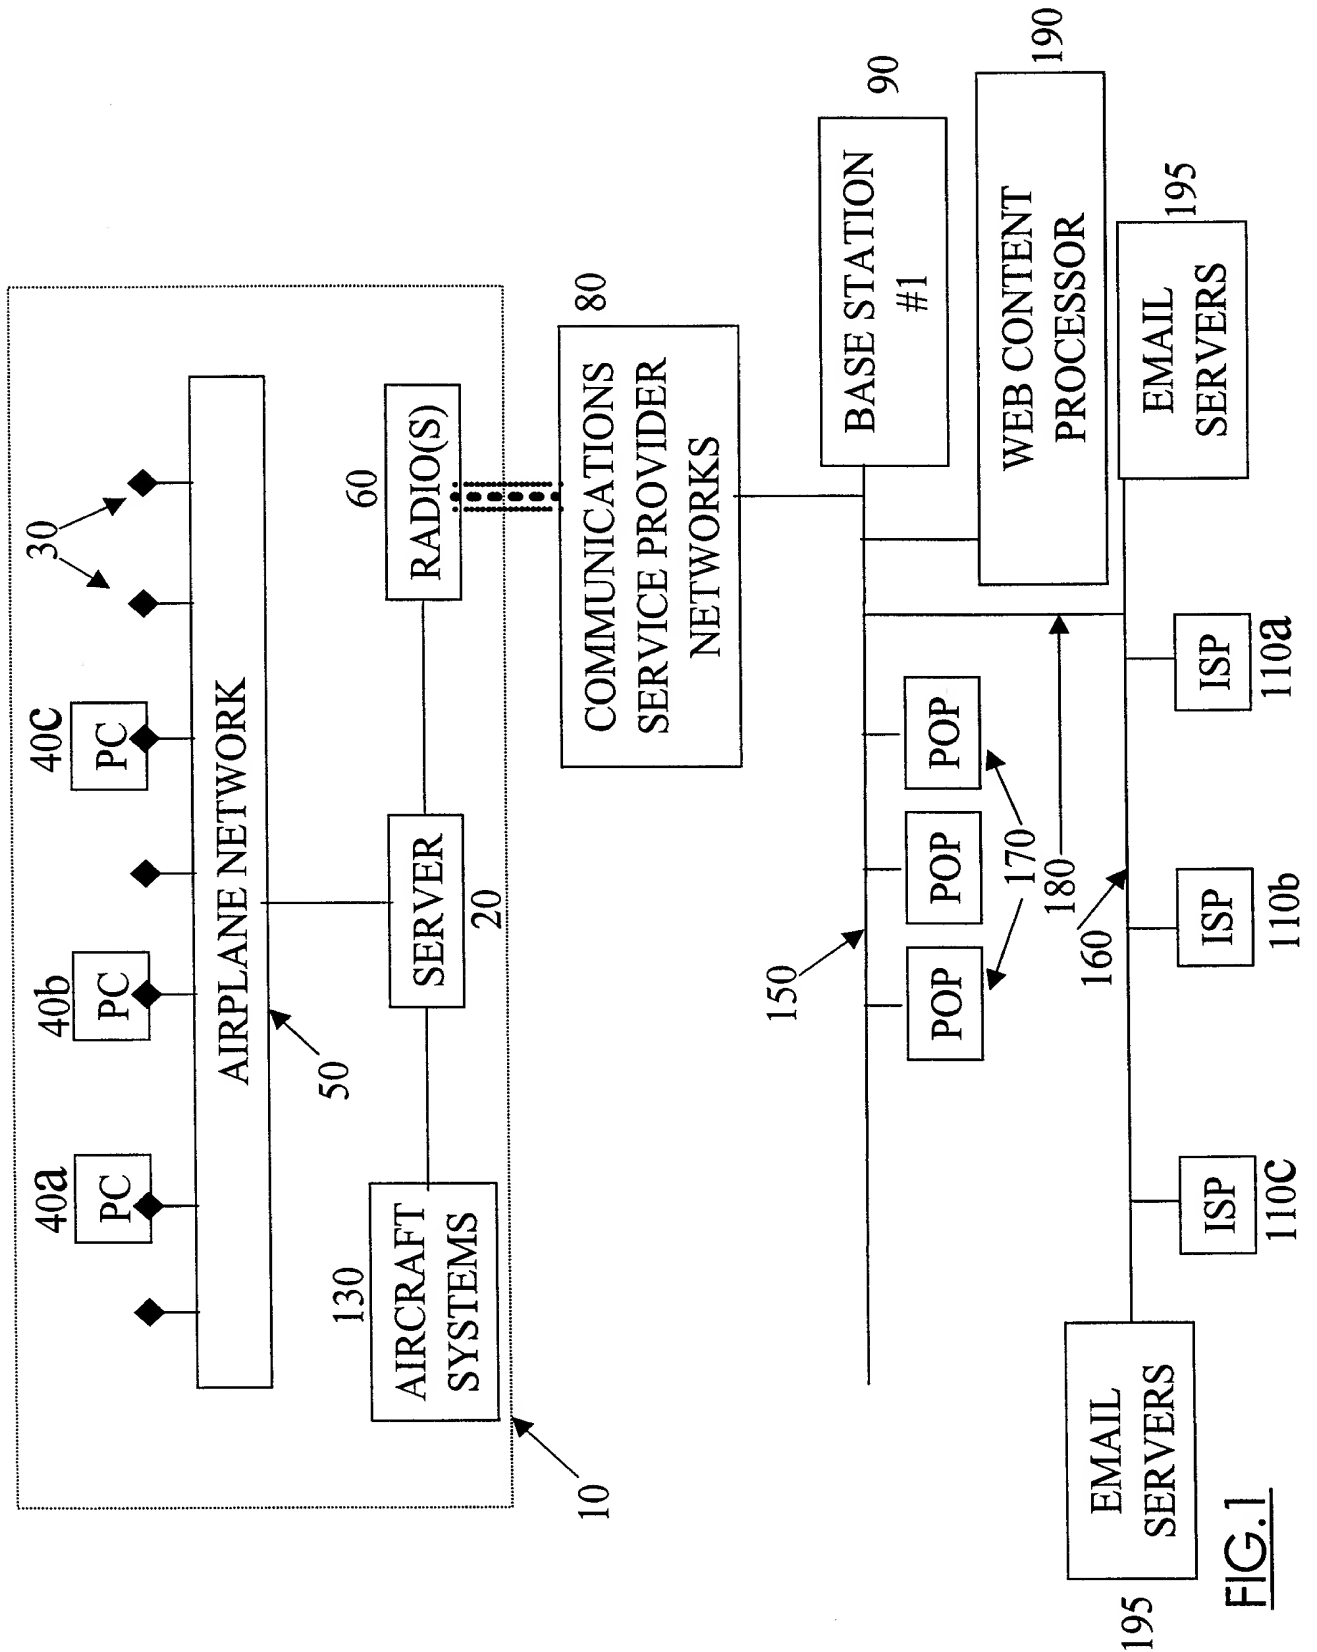 40a
40b
40c
30
PC
PC
PC
AIRPLANE NETWORK
50
130
60
AIRCRAFT
SYSTEMS
SERVER
RADIO(S)
20
10
80
COMMUNICATIONS
SERVICE PROVIDER
NETWORKS
150
90
BASE STATION
#1
POP
POP
POP
170
180
190
WEB CONTENT
PROCESSOR
160
195
EMAIL
SERVERS
195
EMAIL
SERVERS
ISP
ISP
ISP
110c
110b
110a
FIG.1